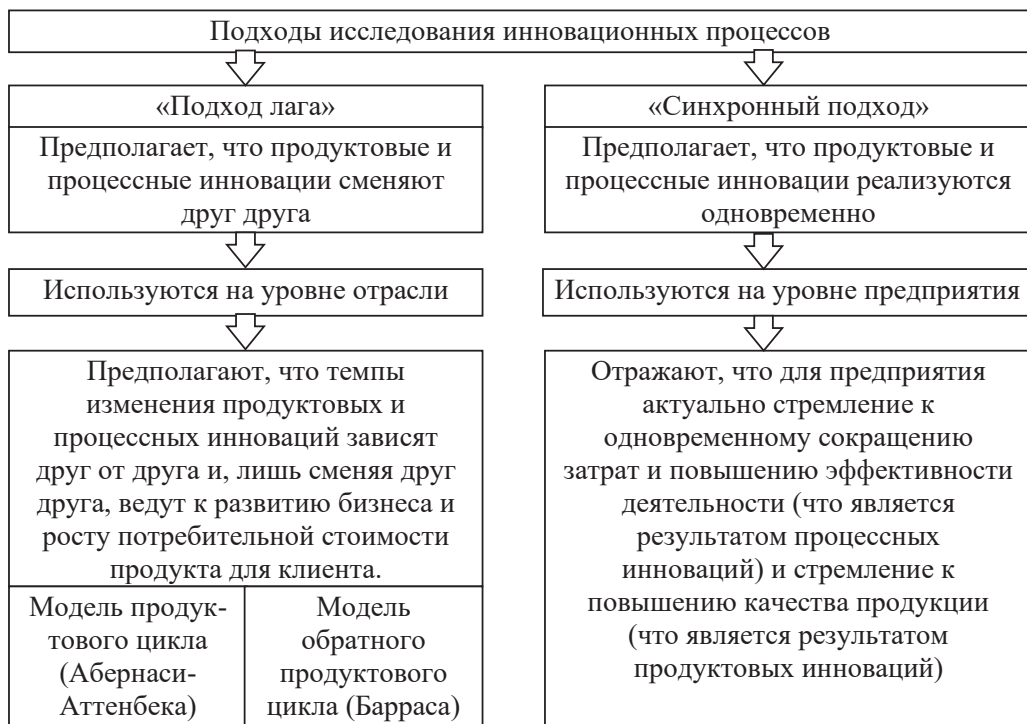 Подходы исследования инновационных процессов
«Подход лага»
Предполагает, что продуктовые и
процессные инновации сменяют
друг друга
Используются на уровне отрасли
Предполагают, что темпы
изменения продуктовых и
процессных инноваций зависят
друг от друга и, лишь сменяя друг
друга, ведут к развитию бизнеса и
росту потребительной стоимости
продукта для клиента.
Модель продук-
тового цикла
(Абернаси-
Аттенбека)
Модель
обратного
продуктового
цикла (Барраса)
«Синхронный подход»
Предполагает, что продуктовые и
процессные инновации реализуются
одновременно
Используются на уровне предприятия
Отражают, что для предприятия
актуально стремление к
одновременному сокращению
затрат и повышению эффективности
деятельности (что является
результатом процессных
инноваций) и стремление к
повышению качества продукции
(что является результатом
продуктовых инноваций)